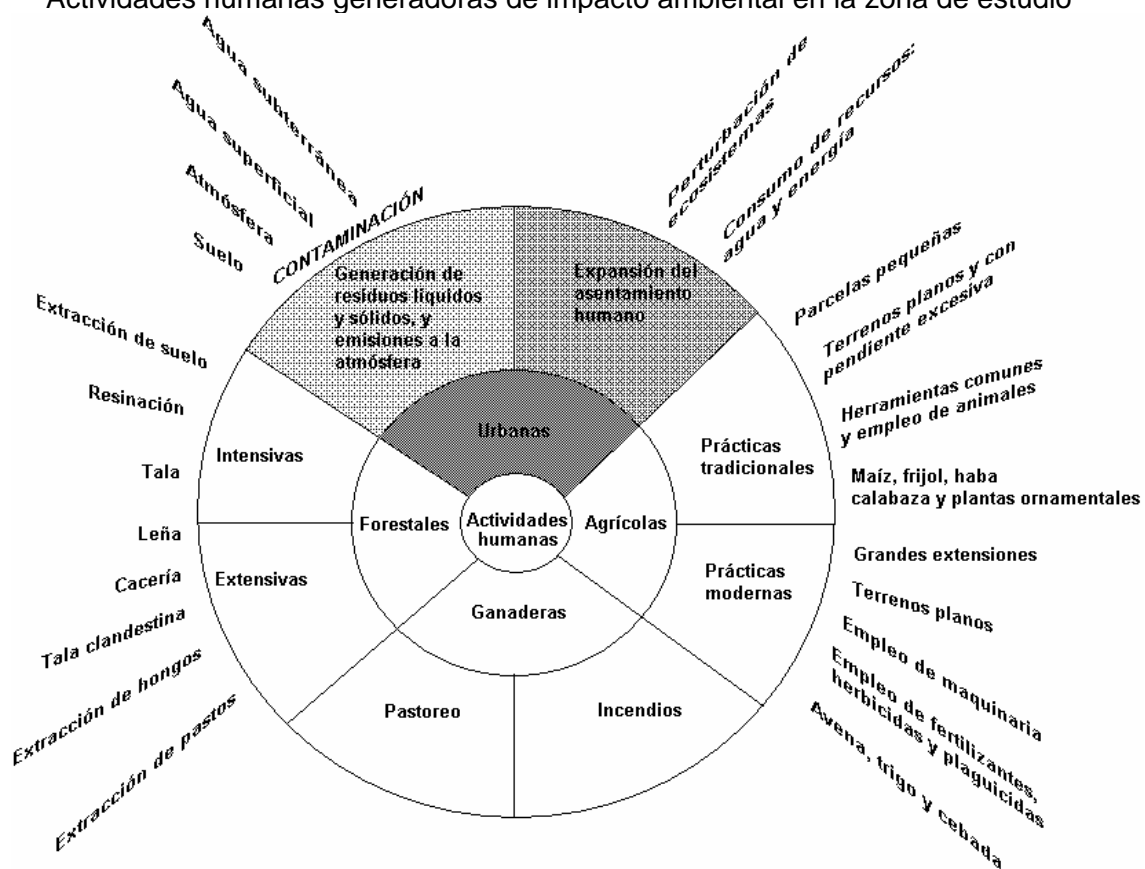 Actividades humanas generadoras de impacto ambiental en la zona de estudio
Agua subterránea
Agua superficial
Atmósfera
Suelo
CONTAMINACIÓN
Perturbación de
ecosistemas
Consumo de recursos:
agua y energía
Generación de
residuos líquidos
y sólidos, y
emisiones a la
atmósfera
Expansión del
asentamiento
humano
Urbanas
Extracción de suelo
Resinación
Tala
Intensivas
Leña
Cacería
Tala clandestina
Extracción de hongos
Extracción de pastos
Extensivas
Forestales
Actividades
humanas
Agrícolas
Ganaderas
Pastoreo
Incendios
Prácticas
tradicionales
Parcelas pequeñas
Terrenos planos y con
pendiente excesiva
Herramientas comunes
y empleo de animales
Maíz, frijol, haba
calabaza y plantas ornamentales
Prácticas
modernas
Grandes extensiones
Terrenos planos
Empleo de maquinaria
Empleo de fertilizantes,
herbicidas y plaguicidas
Avena, trigo y cebada